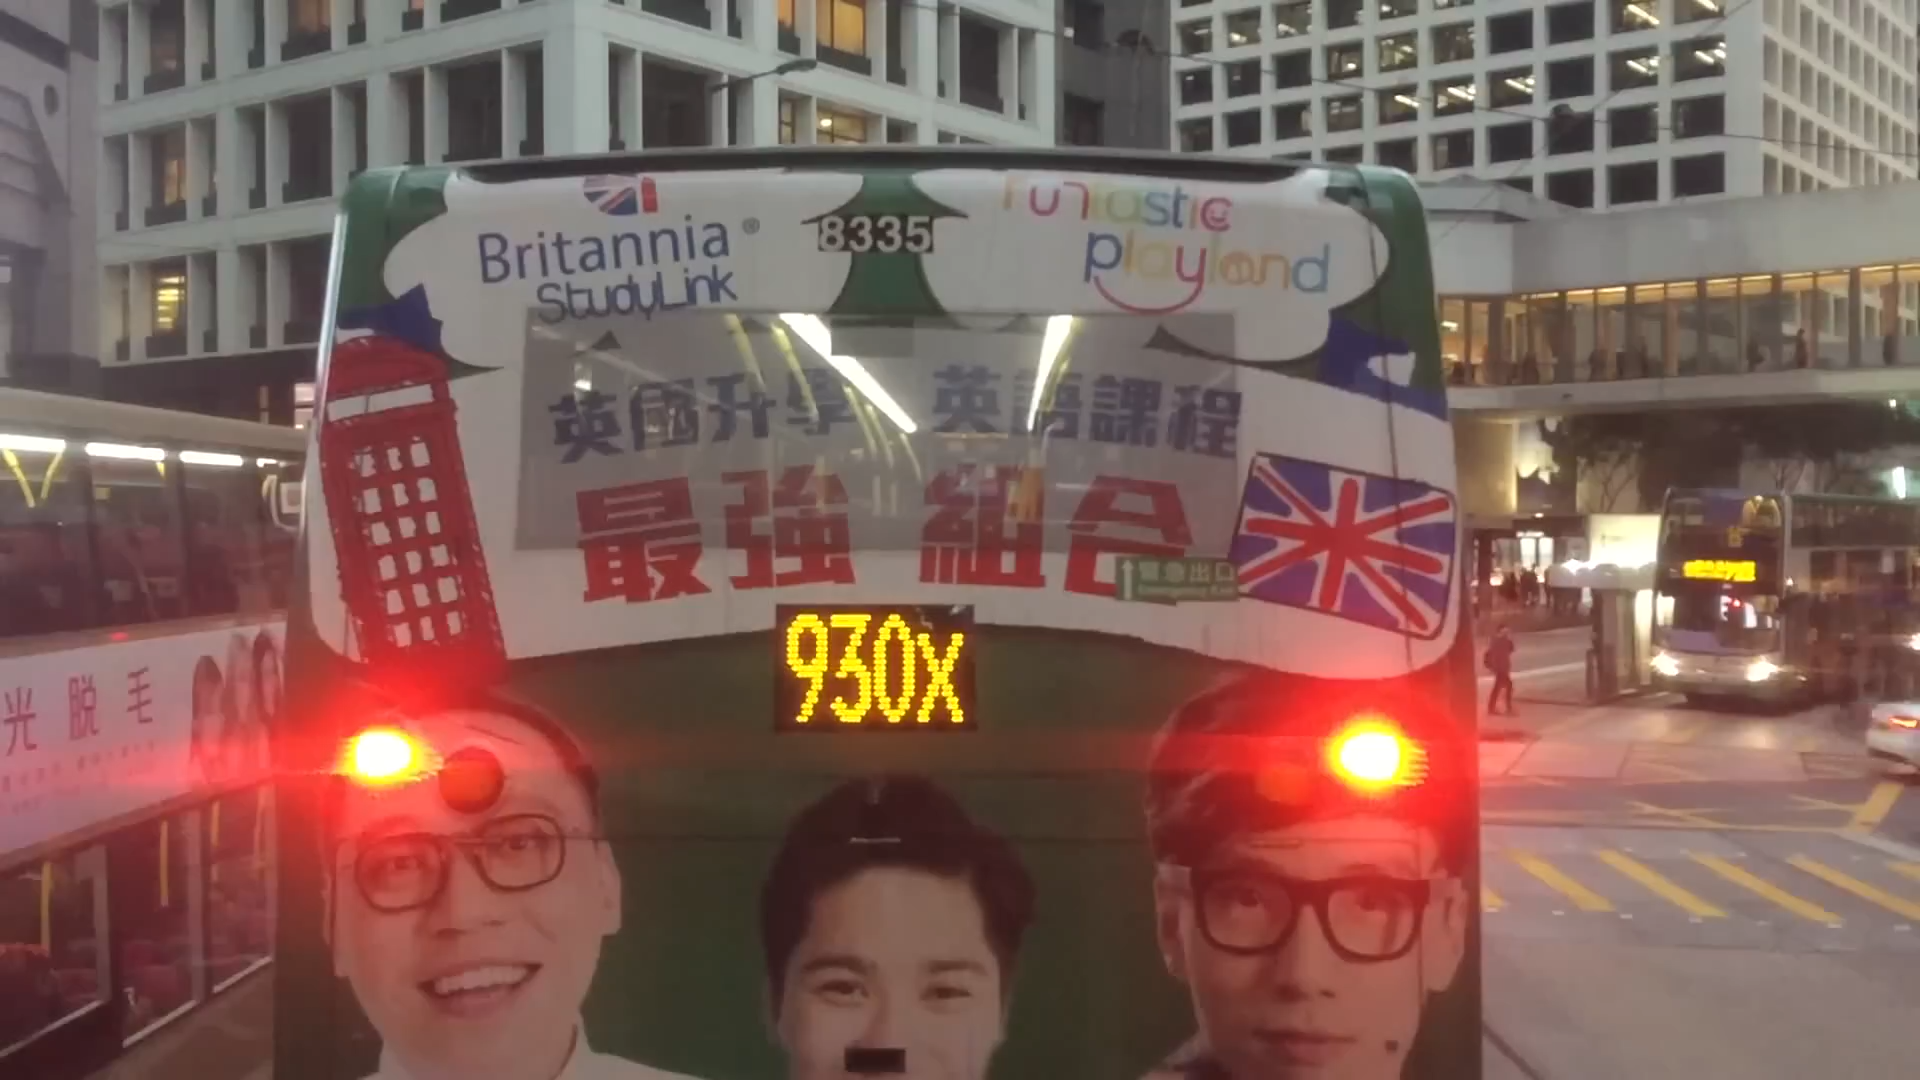 Britannia®
StudyLink
8335
funtastic
playland
英國升學 英語課程
最強組合
緊急出口
Emergency Exit
930X
光脫毛